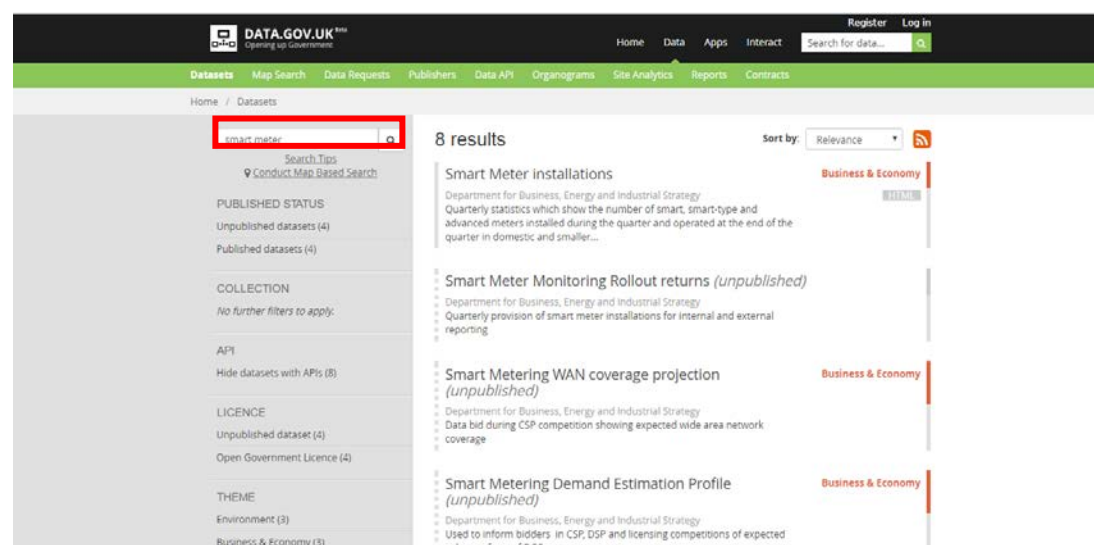 Register Log in
DATA.GOV.UK Beta
Opening up Government
Home Data Apps Interact Search for data...
Datasets Map Search Data Requests Publishers Data API Organograms Site Analytics Reports Contracts
Home / Datasets
smart meter
Search Tips
Conduct Map Based Search
PUBLISHED STATUS
Unpublished datasets (4)
Published datasets (4)
COLLECTION
No further filters to apply.
API
Hide datasets with APIs (8)
LICENCE
Unpublished dataset (4)
Open Government Licence (4)
THEME
Environment (3)
Business & Economy (3)
8 results
Sort by: Relevance
Smart Meter installations
Business & Economy
Department for Business, Energy and Industrial Strategy
HTML
Quarterly statistics which show the number of smart, smart-type and
advanced meters installed during the quarter and operated at the end of the
quarter in domestic and smaller...
Smart Meter Monitoring Rollout returns (unpublished)
Department for Business, Energy and Industrial Strategy
Quarterly provision of smart meter installations for internal and external
reporting
Smart Metering WAN coverage projection
(unpublished)
Business & Economy
Department for Business, Energy and Industrial Strategy
Data bid during CSP competition showing expected wide area network
coverage
Smart Metering Demand Estimation Profile
(unpublished)
Business & Economy
Department for Business, Energy and Industrial Strategy
Used to inform bidders in CSP, DSP and licensing competitions of expected